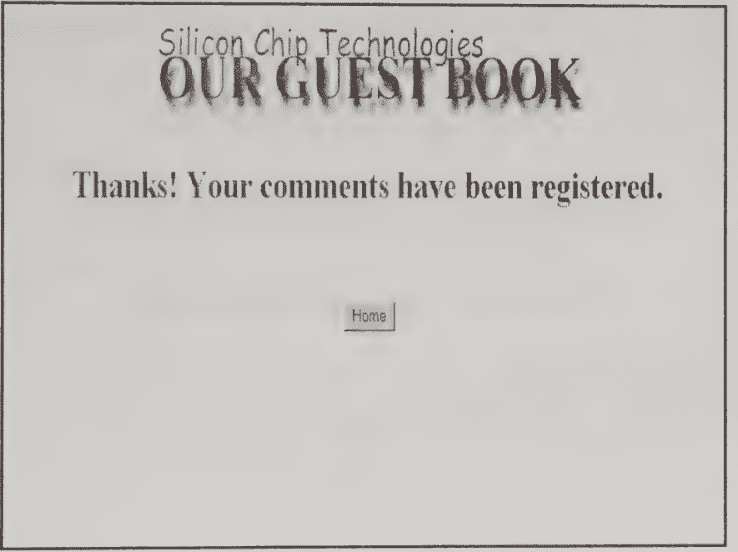 Silicon Chip Technologies
OUR GUEST BOOK
Thanks! Your comments have been registered.
Home